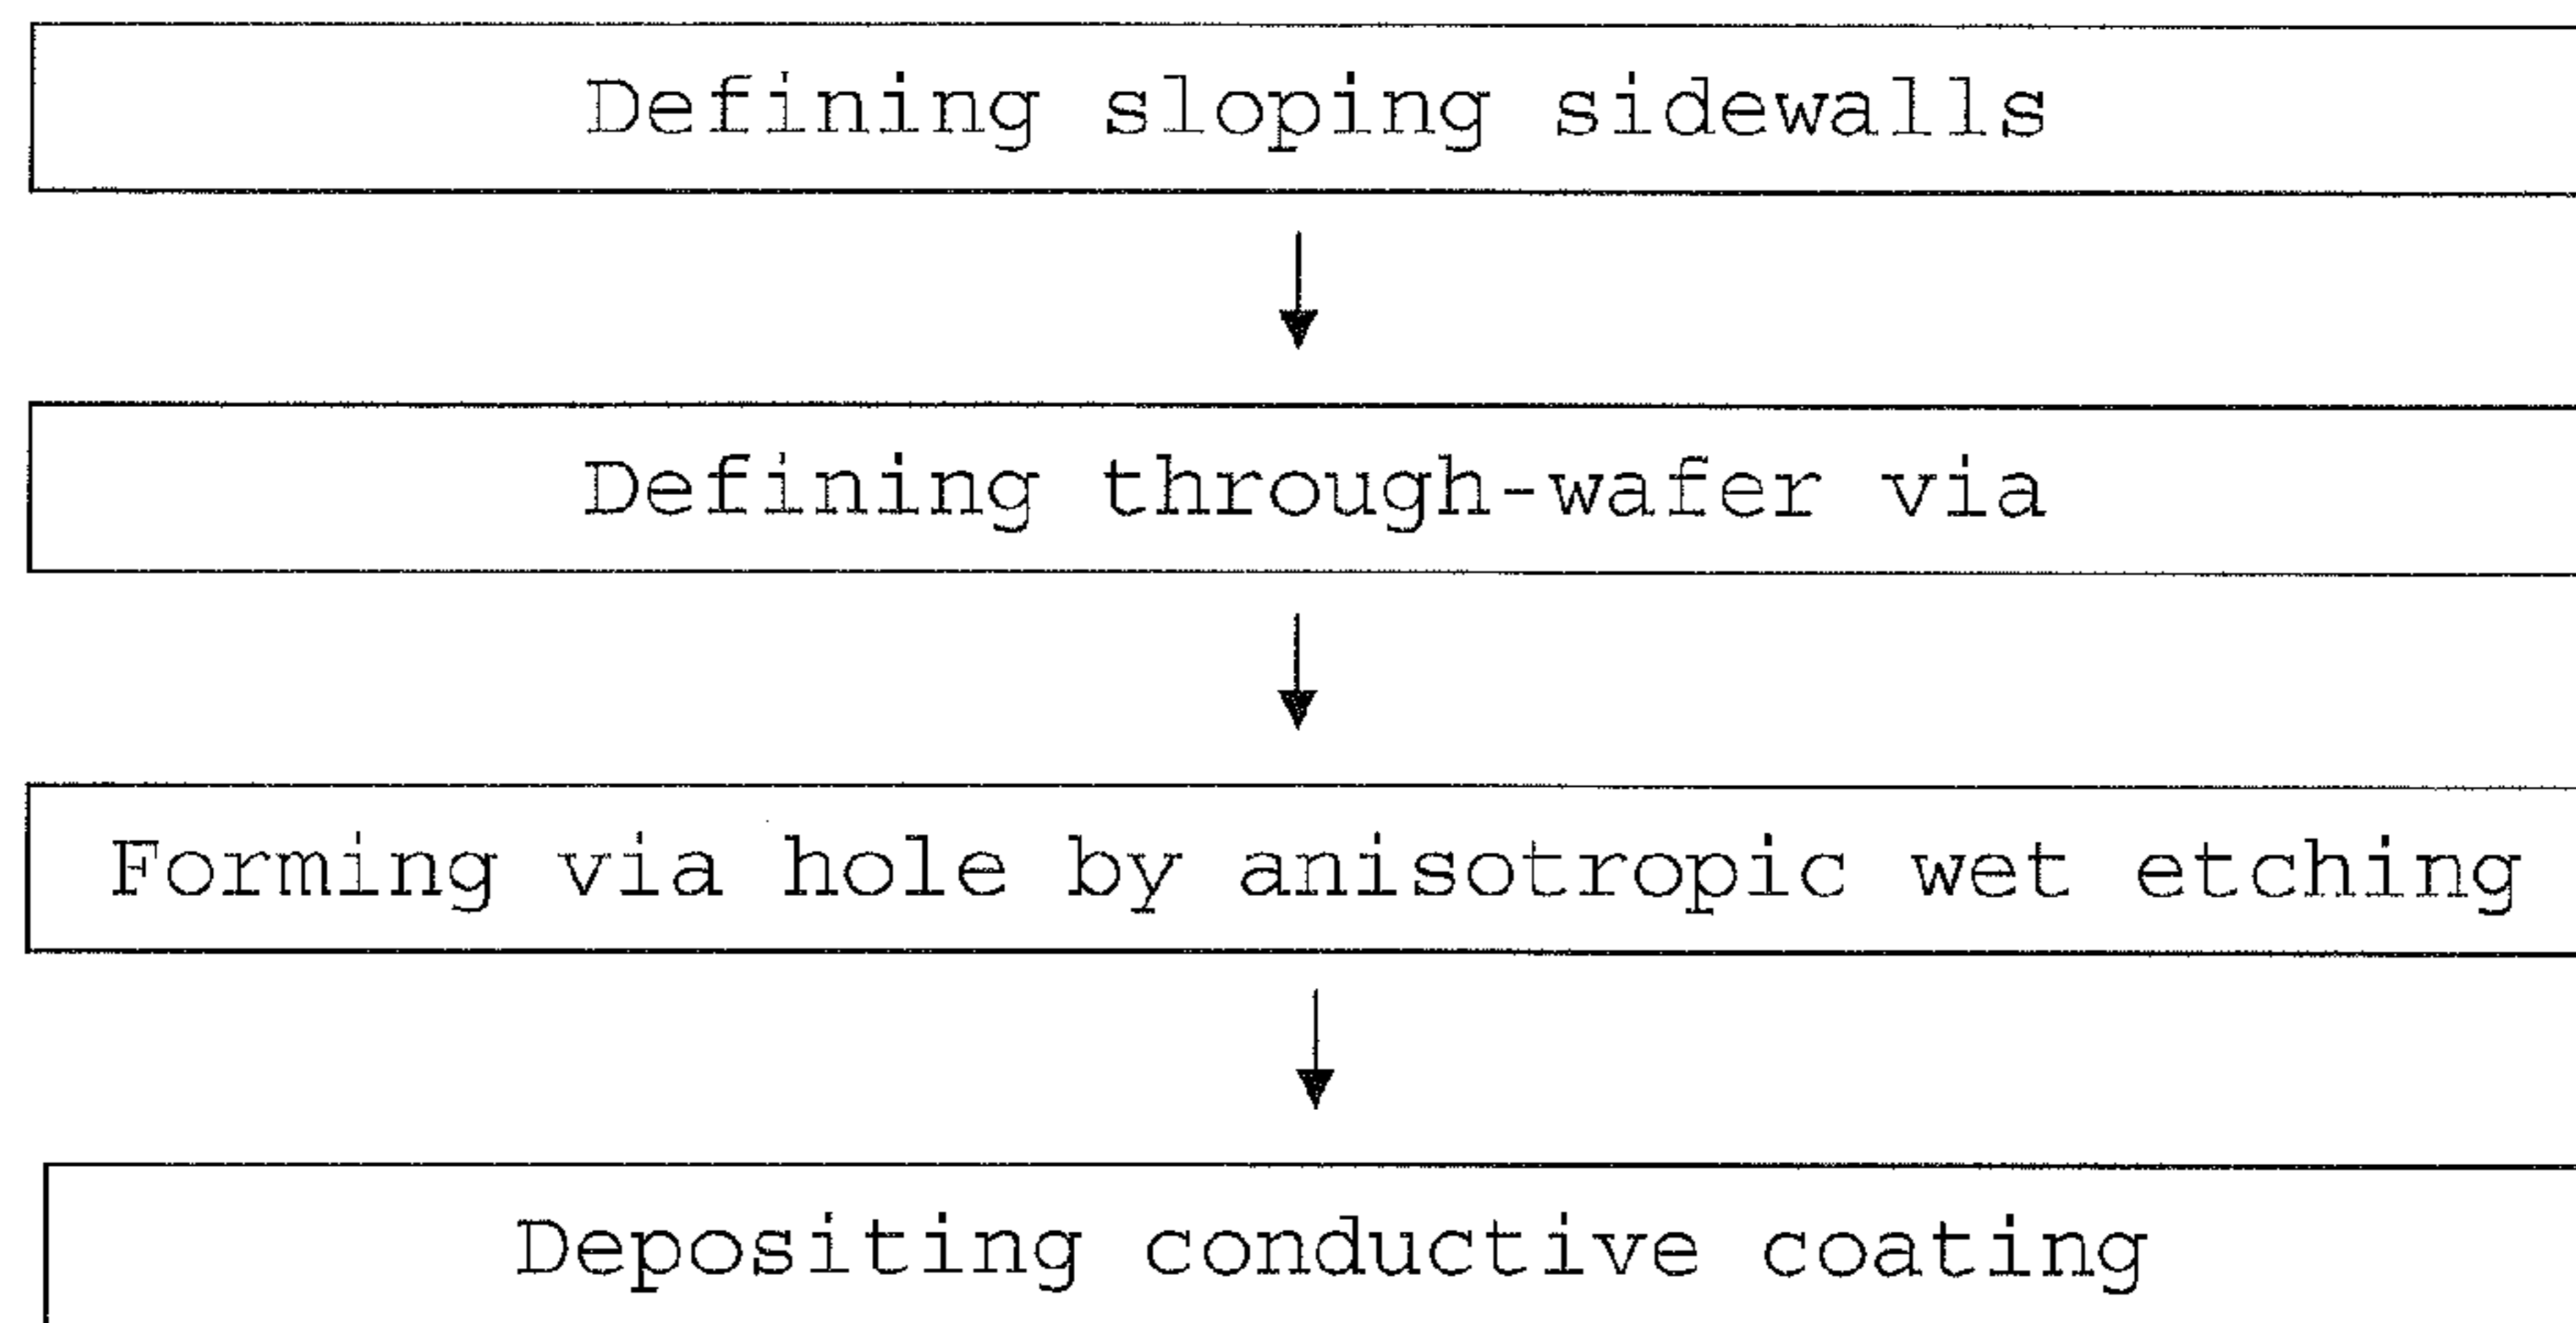 Defining sloping sidewalls
Defining through-wafer via
Forming via hole by anisotropic wet etching
Depositing conductive coating